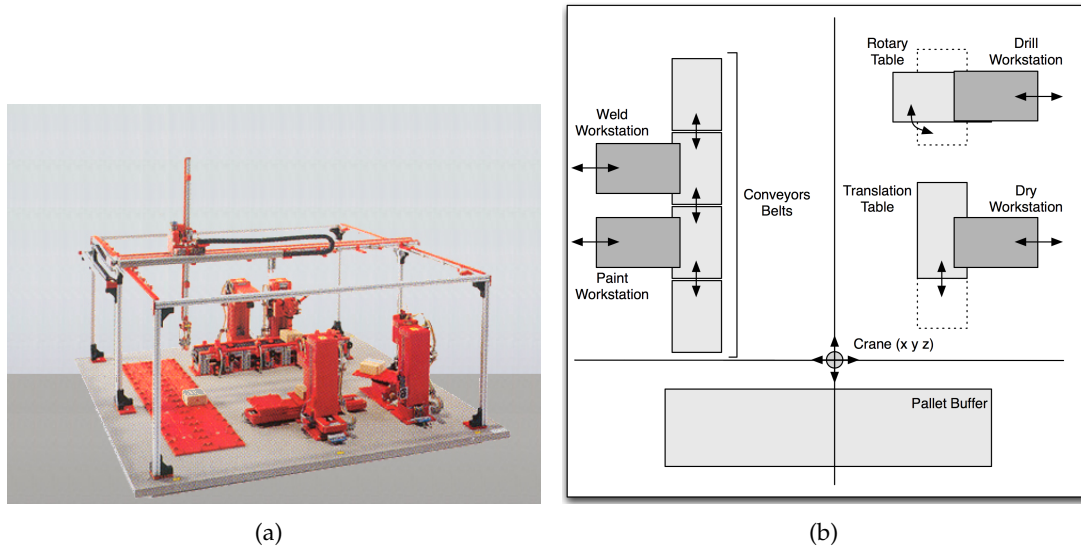 Rotary
Table
Drill
Workstation
Weld
Workstation
Conveyors
Belts
Translation
Table
Dry
Workstation
Paint
Workstation
Crane (x y z)
Pallet Buffer
(a)
(b)